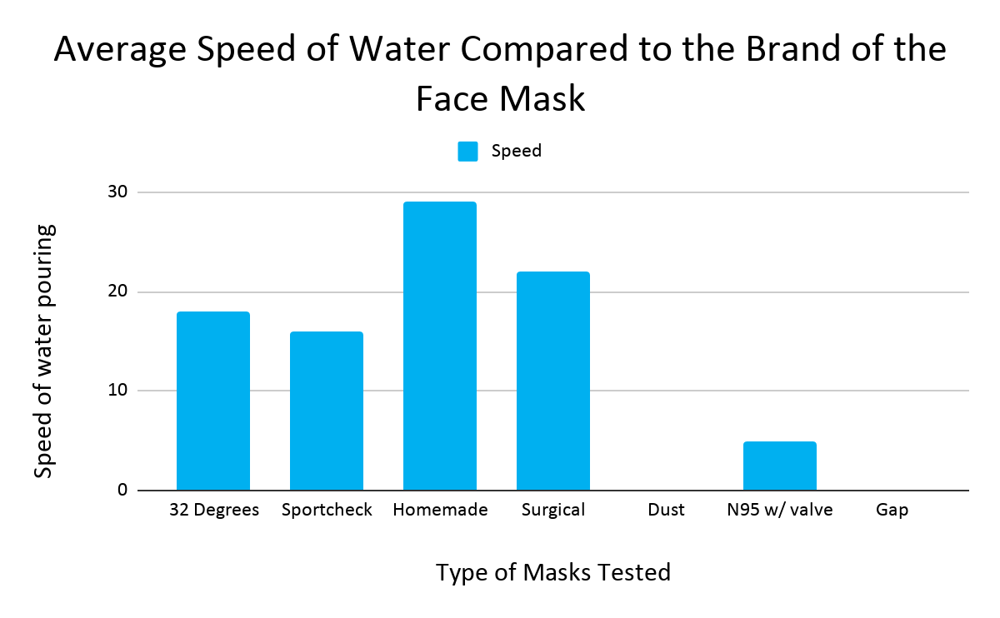 Average Speed of Water Compared to the Brand of the
Face Mask
Speed
Speed of water pouring
30
20
10
0
32 Degrees Sportcheck Homemade Surgical Dust N95 w/ valve Gap
Type of Masks Tested